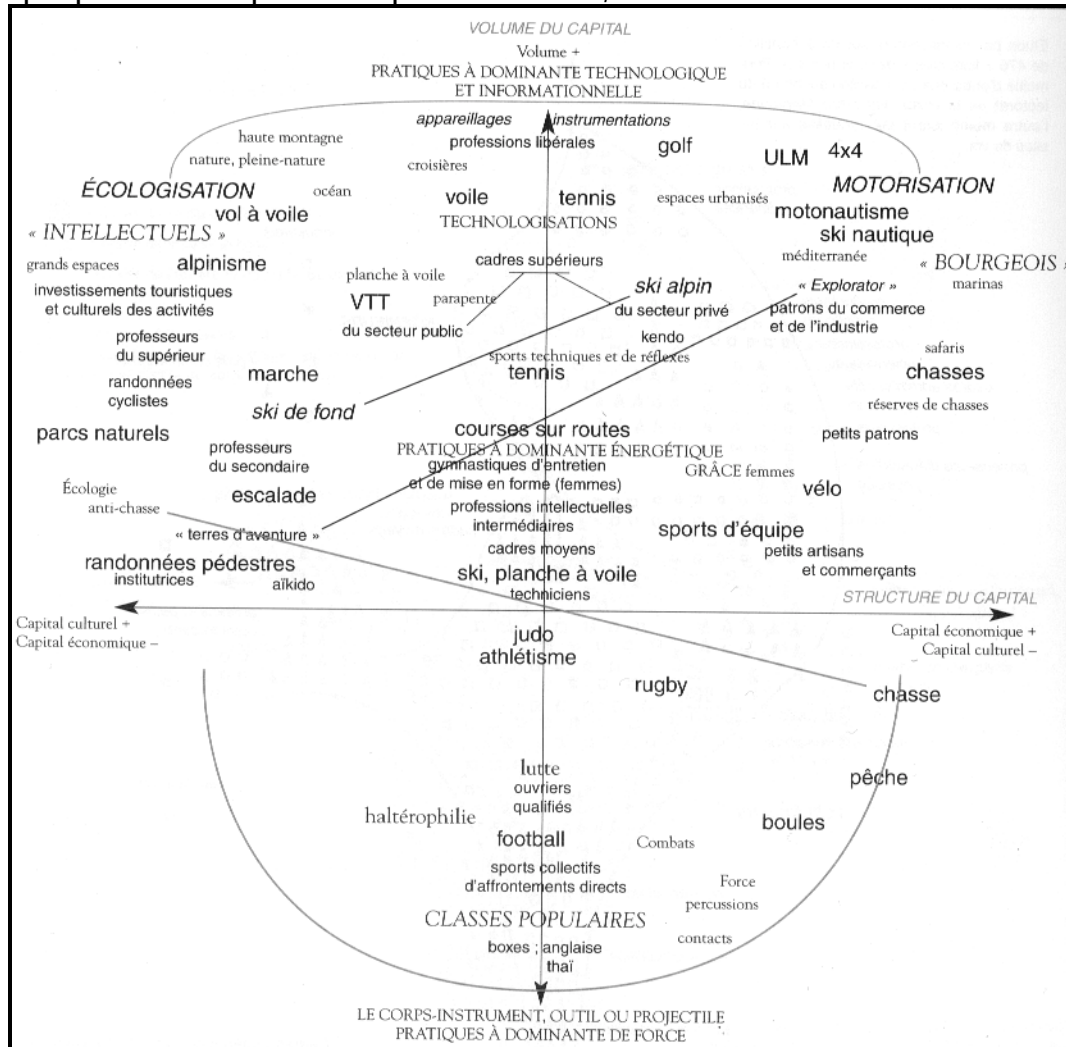 VOLUME DU CAPITAL
Volume +
PRATIQUES À DOMINANTE TECHNOLOGIQUE
ET INFORMATIONNELLE
appareillages
instrumentations
haute montagne
professions libérales
golf
ULM
4x4
nature, pleine-nature
croisières
ÉCOLOGISATION
océan
voile
tennis
espaces urbanisés
MOTORISATION
vol à voile
TECHNOLOGISATIONS
motonautisme
« INTELLECTUELS »
ski nautique
grands espaces
alpinisme
cadres supérieurs
méditerranée
« BOURGEOIS »
planche à voile
marinas
investissements touristiques
et culturels des activités
VTT
parapente
ski alpin
« Explorator »
du secteur public
du secteur privé
patrons du commerce
et de l'industrie
professeurs
du supérieur
kendo
safaris
sports techniques et de réflexes
marche
tennis
chasses
randonnées
cyclistes
ski de fond
réserves de chasses
parcs naturels
courses sur routes
petits patrons
professeurs
du secondaire
PRATIQUES À DOMINANTE ÉNERGÉTIQUE
gymnastiques d'entretien
et de mise en forme (femmes)
GRÂCE femmes
Écologie
anti-chasse
escalade
vélo
professions intellectuelles
intermédiaires
« terres d'aventure »
sports d'équipe
cadres moyens
petits artisans
et commerçants
randonnées pédestres
institutrices
aïkido
ski, planche à voile
techniciens
STRUCTURE DU CAPITAL
Capital culturel +
Capital économique –
Capital économique +
Capital culturel –
judo
athlétisme
rugby
chasse
lutte
ouvriers
qualifiés
pêche
haltérophilie
boules
football
Combats
sports collectifs
d'affrontements directs
Force
percussions
CLASSES POPULAIRES
contacts
boxes ; anglaise
thaï
LE CORPS-INSTRUMENT, OUTIL OU PROJECTILE
PRATIQUES À DOMINANTE DE FORCE